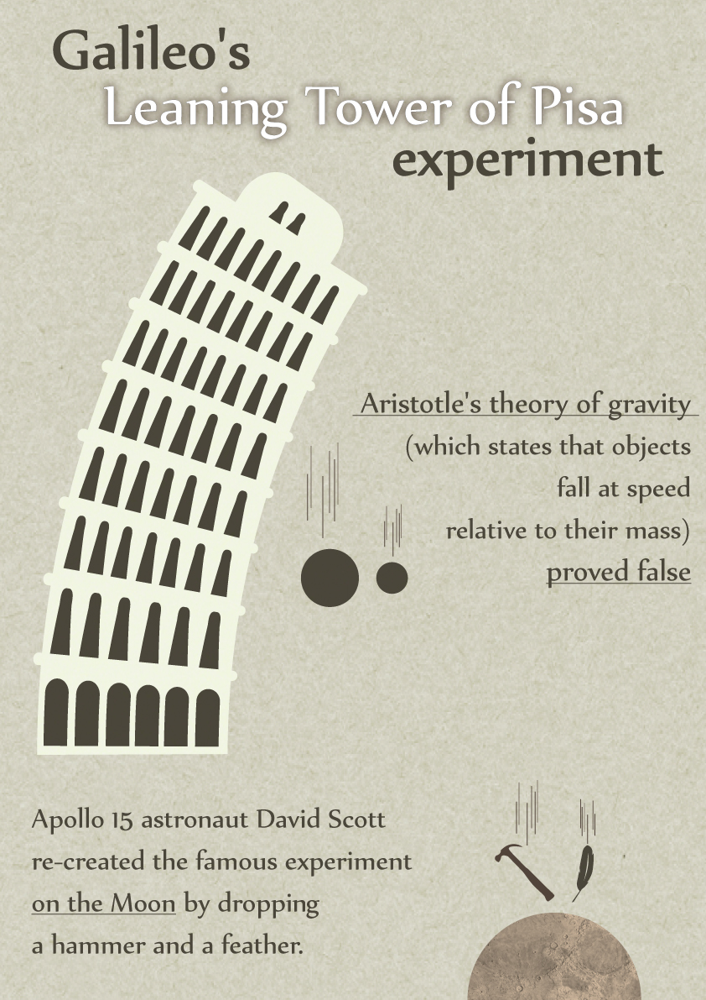 Galileo's
Leaning Tower of Pisa
experiment
Aristotle's theory of gravity
(which states that objects
fall at speed
relative to their mass)
proved false
Apollo 15 astronaut David Scott
re-created the famous experiment
on the Moon by dropping
a hammer and a feather.